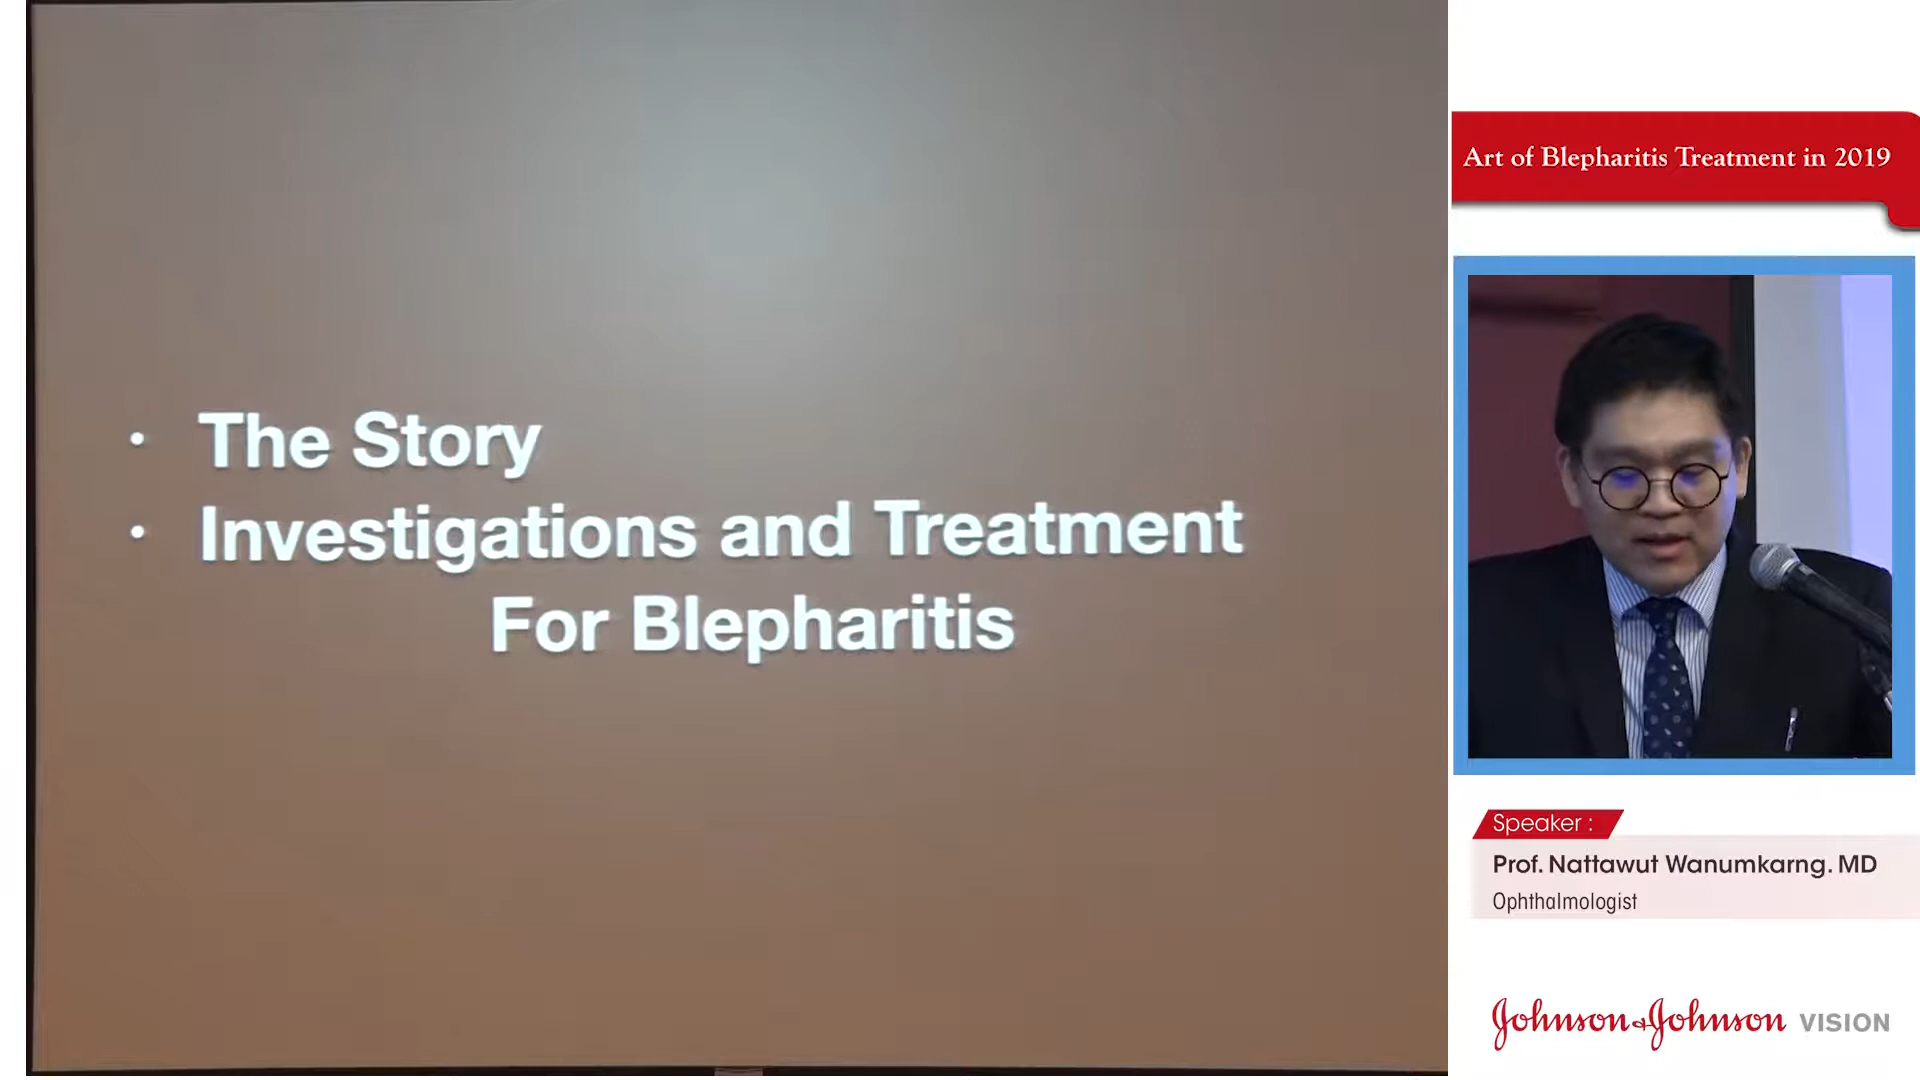 • The Story
• Investigations and Treatment
For Blepharitis
Art of Blepharitis Treatment in 2019
Speaker :
Prof. Nattawut Wanumkarng. MD
Ophthalmologist
Johnson & Johnson VISION